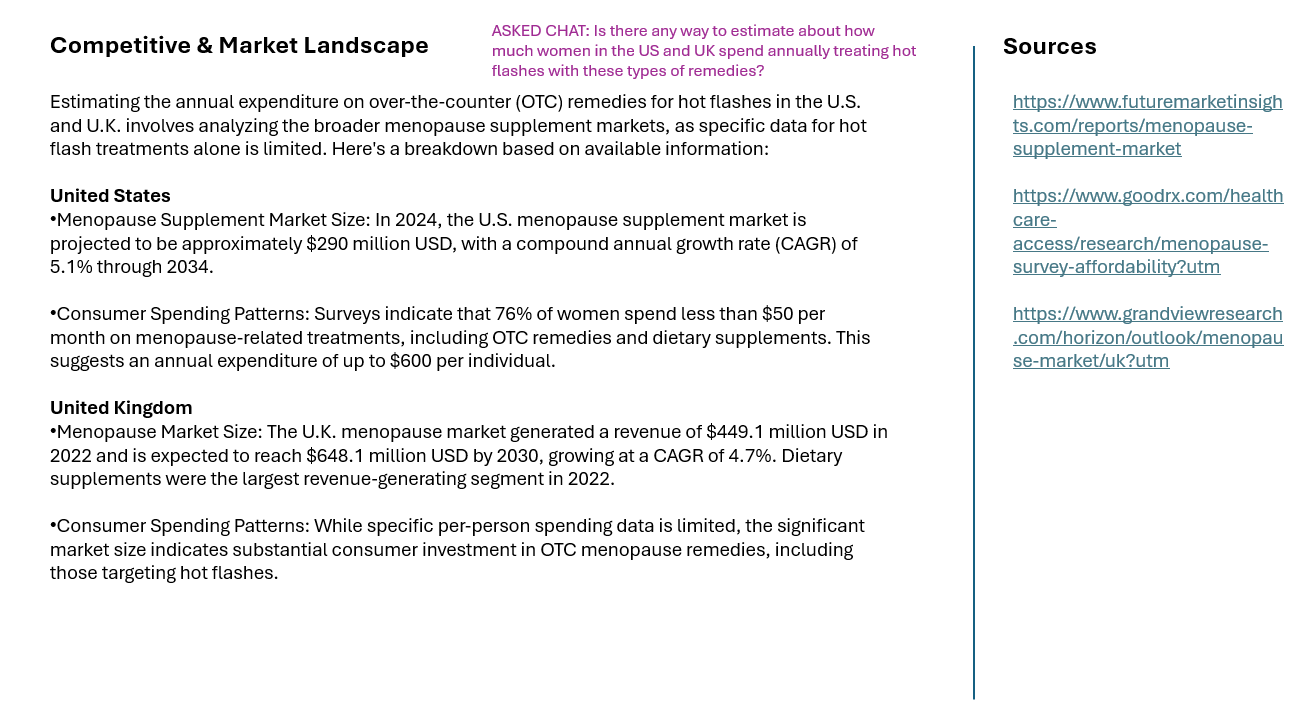 Competitive & Market Landscape
ASKED CHAT: Is there any way to estimate about how
much women in the US and UK spend annually treating hot
flashes with these types of remedies?
Estimating the annual expenditure on over-the-counter (OTC) remedies for hot flashes in the U.S.
and U.K. involves analyzing the broader menopause supplement markets, as specific data for hot
flash treatments alone is limited. Here's a breakdown based on available information:
United States
•Menopause Supplement Market Size: In 2024, the U.S. menopause supplement market is
projected to be approximately $290 million USD, with a compound annual growth rate (CAGR) of
5.1% through 2034.
•Consumer Spending Patterns: Surveys indicate that 76% of women spend less than $50 per
month on menopause-related treatments, including OTC remedies and dietary supplements. This
suggests an annual expenditure of up to $600 per individual.
United Kingdom
•Menopause Market Size: The U.K. menopause market generated a revenue of $449.1 million USD in
2022 and is expected to reach $648.1 million USD by 2030, growing at a CAGR of 4.7%. Dietary
supplements were the largest revenue-generating segment in 2022.
•Consumer Spending Patterns: While specific per-person spending data is limited, the significant
market size indicates substantial consumer investment in OTC menopause remedies, including
those targeting hot flashes.
Sources
https://www.futuremarketinsigh
ts.com/reports/menopause-
supplement-market
https://www.goodrx.com/health
care-
access/research/menopause-
survey-affordability?utm
https://www.grandviewresearch
.com/horizon/outlook/menopau
se-market/uk?utm